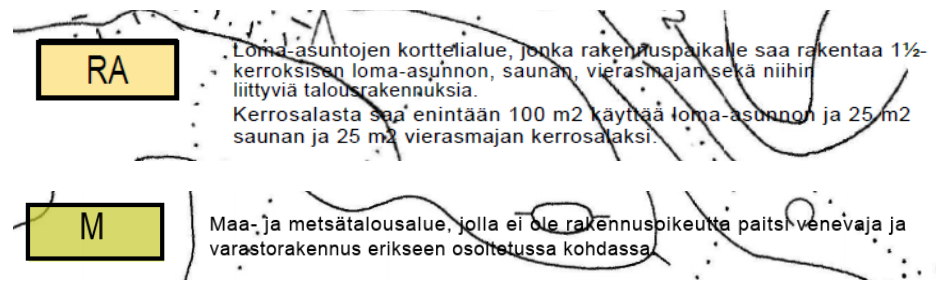 RA
Loma-asuntojen korttelialue, jonka rakennuspaikalle saa rakentaa 1½-
kerroksisen loma-asunnon, saunan, vierasmajan sekä niihin
liittyviä talousrakennuksia.
Kerrosalasta saa enintään 100 m2 käyttää loma-asunnon ja 25 m2
saunan ja 25 m2 vierasmajan kerrosalaksi.
M
Maa- ja metsätalousalue, jolla ei ole rakennusoikeutta paitsi venevaja ja
varastorakennus erikseen osoitetussa kohdassa.